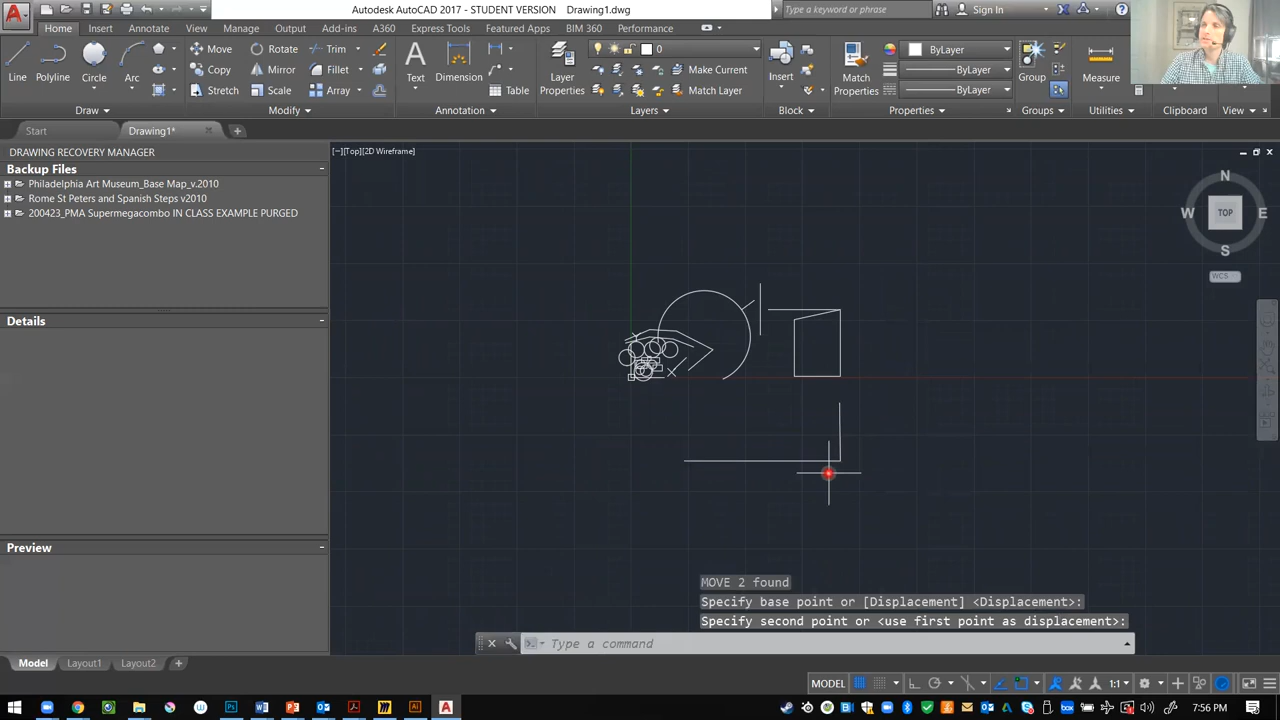 Autodesk AutoCAD 2017 - STUDENT VERSION Drawing1.dwg
Type a keyword or phrase
Sign In
Home Insert Annotate View Manage Output Add-ins A360 Express Tools Featured Apps BIM 360 Performance
Line
Polyline
Circle
Arc
Move
Copy
Stretch
Rotate
Mirror
Scale
Trim
Fillet
Array
Text
Dimension
Table
Layer
Properties
0
Make Current
Match Layer
Insert
Match
Properties
ByLayer
ByLayer
ByLayer
Group
Measure
Draw
Modify
Annotation
Layers
Block
Properties
Groups
Utilities
Clipboard
View
Start
Drawing1*
DRAWING RECOVERY MANAGER
Backup Files
Philadelphia Art Museum_Base Map_v.2010
Rome St Peters and Spanish Steps v2010
200423_PMA Supermegacombo IN CLASS EXAMPLE PURGED
Details
Preview
[−][Top][2D Wireframe]
N
W
TOP
E
S
WCS
MOVE 2 found
Specify base point or [Displacement] <Displacement>:
Specify second point or <use first point as displacement>:
Type a command
Model
Layout1
Layout2
MODEL
1:1
7:56 PM